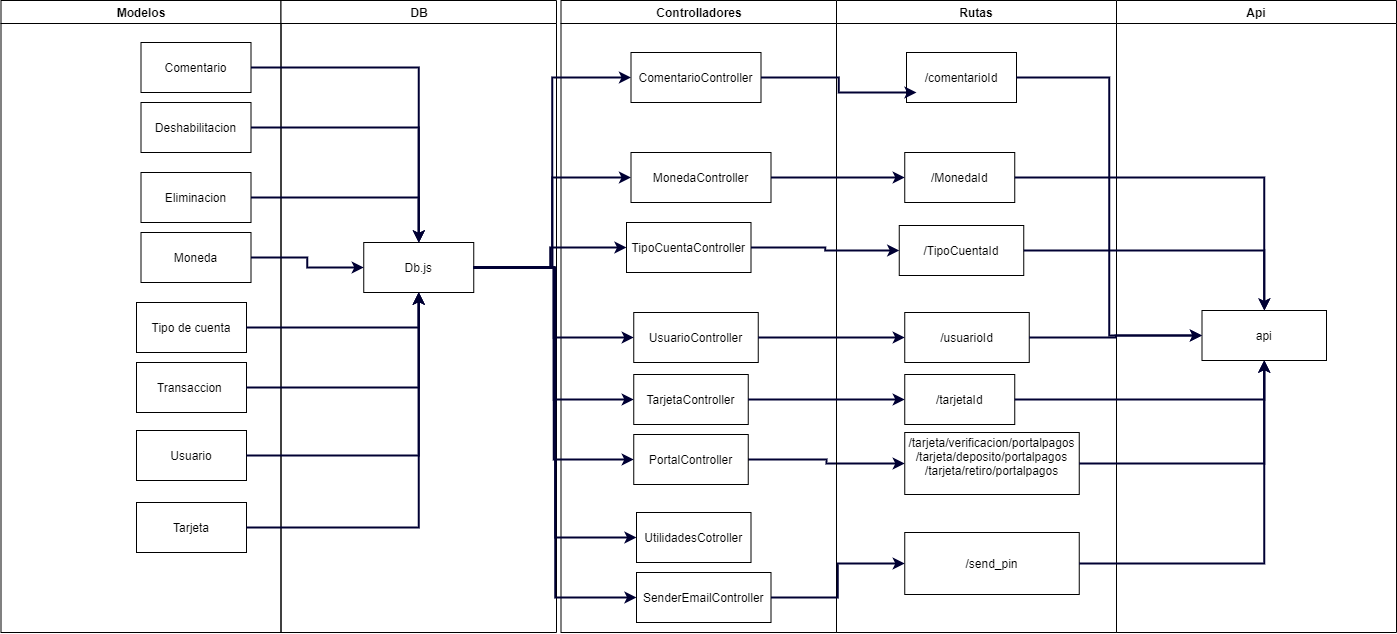 Modelos
DB
Controlladores
Rutas
Api
Comentario
Deshabilitacion
Eliminacion
Moneda
Tipo de cuenta
Transaccion
Usuario
Tarjeta
Db.js
ComentarioController
MonedaController
TipoCuentaController
UsuarioController
TarjetaController
PortalController
UtilidadesCotroller
SenderEmailController
/comentarioId
/MonedaId
/TipoCuentaId
/usuarioId
/tarjetaId
/tarjeta/verificacion/portalpagos
/tarjeta/deposito/portalpagos
/tarjeta/retiro/portalpagos
/send_pin
api